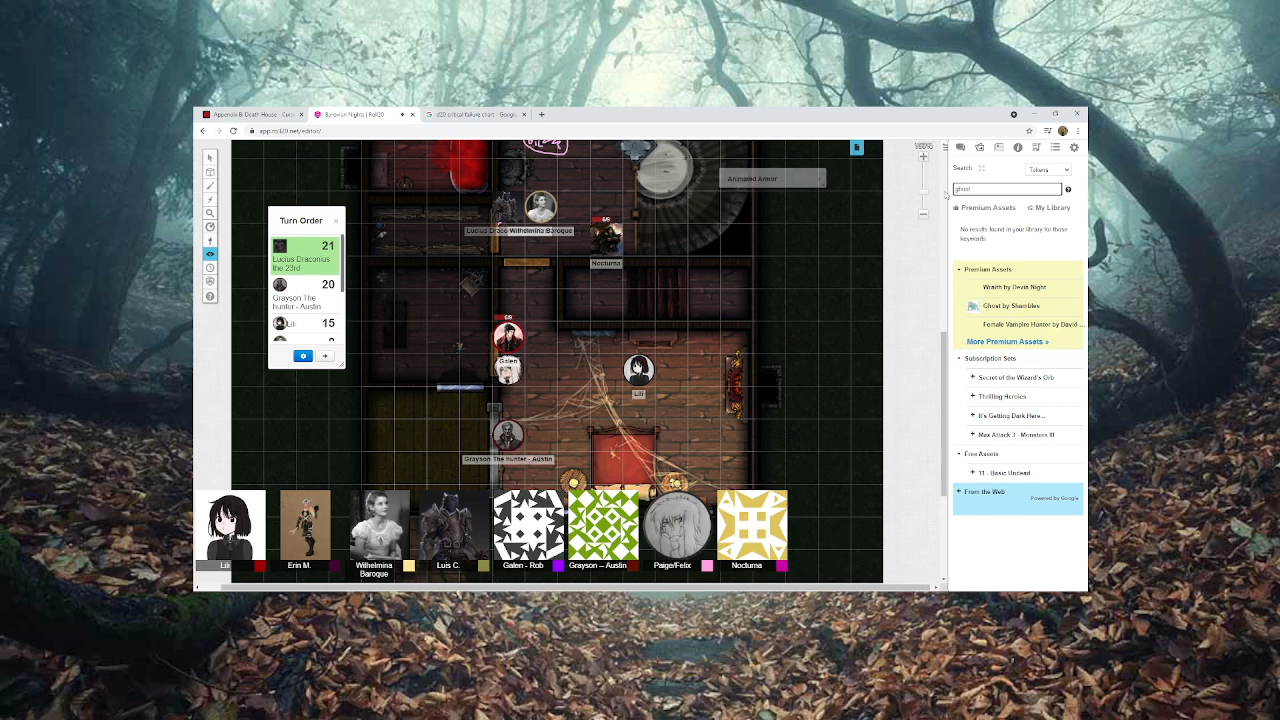 Appendix B: Death House - Curs
Barovian Nights | Roll20
d20 critical failure chart - Google
app.roll20.net/editor/
100%
Search
Tokens
ghost
Premium Assets
My Library
No results found in your library for those
keywords.
Premium Assets
Wraith by Devin Night
Ghost by Shambles
Female Vampire Hunter by David ...
More Premium Assets »
Subscription Sets
Secret of the Wizard's Orb
Thrilling Heroics
It's Getting Dark Here...
Max Attack 3 - Monsters III
Free Assets
11 - Basic Undead
From the Web
Powered by Google
Turn Order
21
Lucius Draconius
the 23rd
20
Grayson The
hunter - Austin
Lili
15
Animated Armor
Lucius Draco
Wilhelmina Baroque
Nocturna
Galen
Lili
Grayson The hunter - Austin
Lili
Erin M.
Wilhelmina
Baroque
Luis C.
Galen - Rob
Grayson -- Austin
Paige/Felix
Nocturna